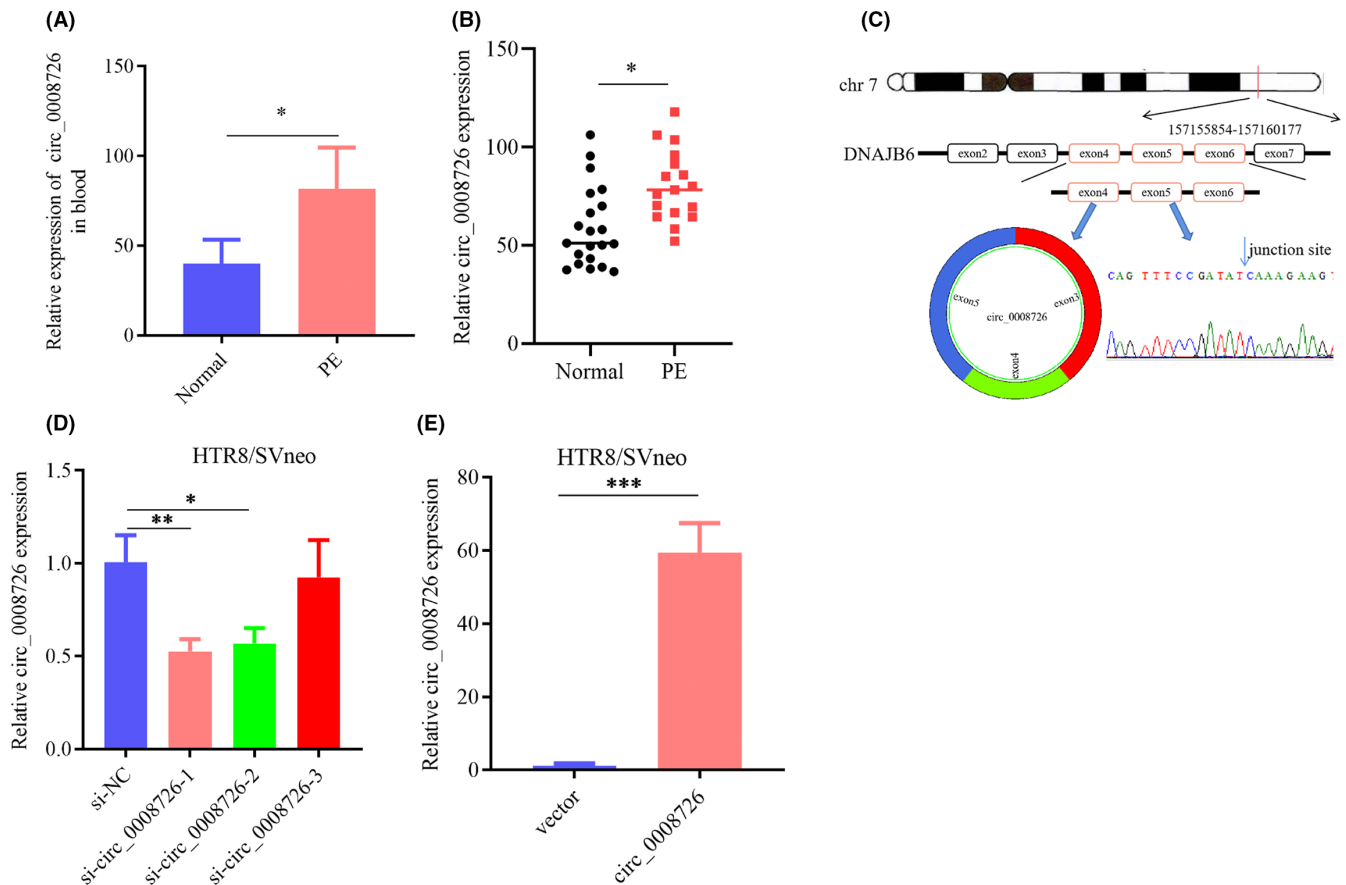 (A)
Relative expression of circ_0008726
in blood
150
100
50
0
*
Normal
PE
(B)
Relative circ_0008726 expression
150
100
50
0
*
Normal
PE
(C)
chr 7
157155854-157160177
DNAJB6
exon2
exon3
exon4
exon5
exon6
exon7
exon4
exon5
exon6
junction site
CAG TTTCCGATATCAAAGAAGT
exon5
exon3
circ_0008726
exon4
(D)
HTR8/SVneo
Relative circ_0008726 expression
1.5
1.0
0.5
0.0
*
**
si-NC
si-circ_0008726-1
si-circ_0008726-2
si-circ_0008726-3
(E)
HTR8/SVneo
Relative circ_0008726 expression
80
60
40
20
0
***
vector
circ_0008726